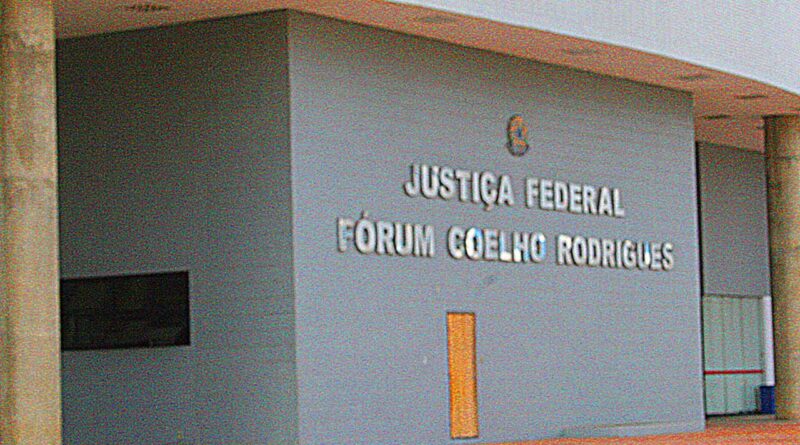 JUSTIÇA FEDERAL
FÓRUM COELHO RODRIGUES